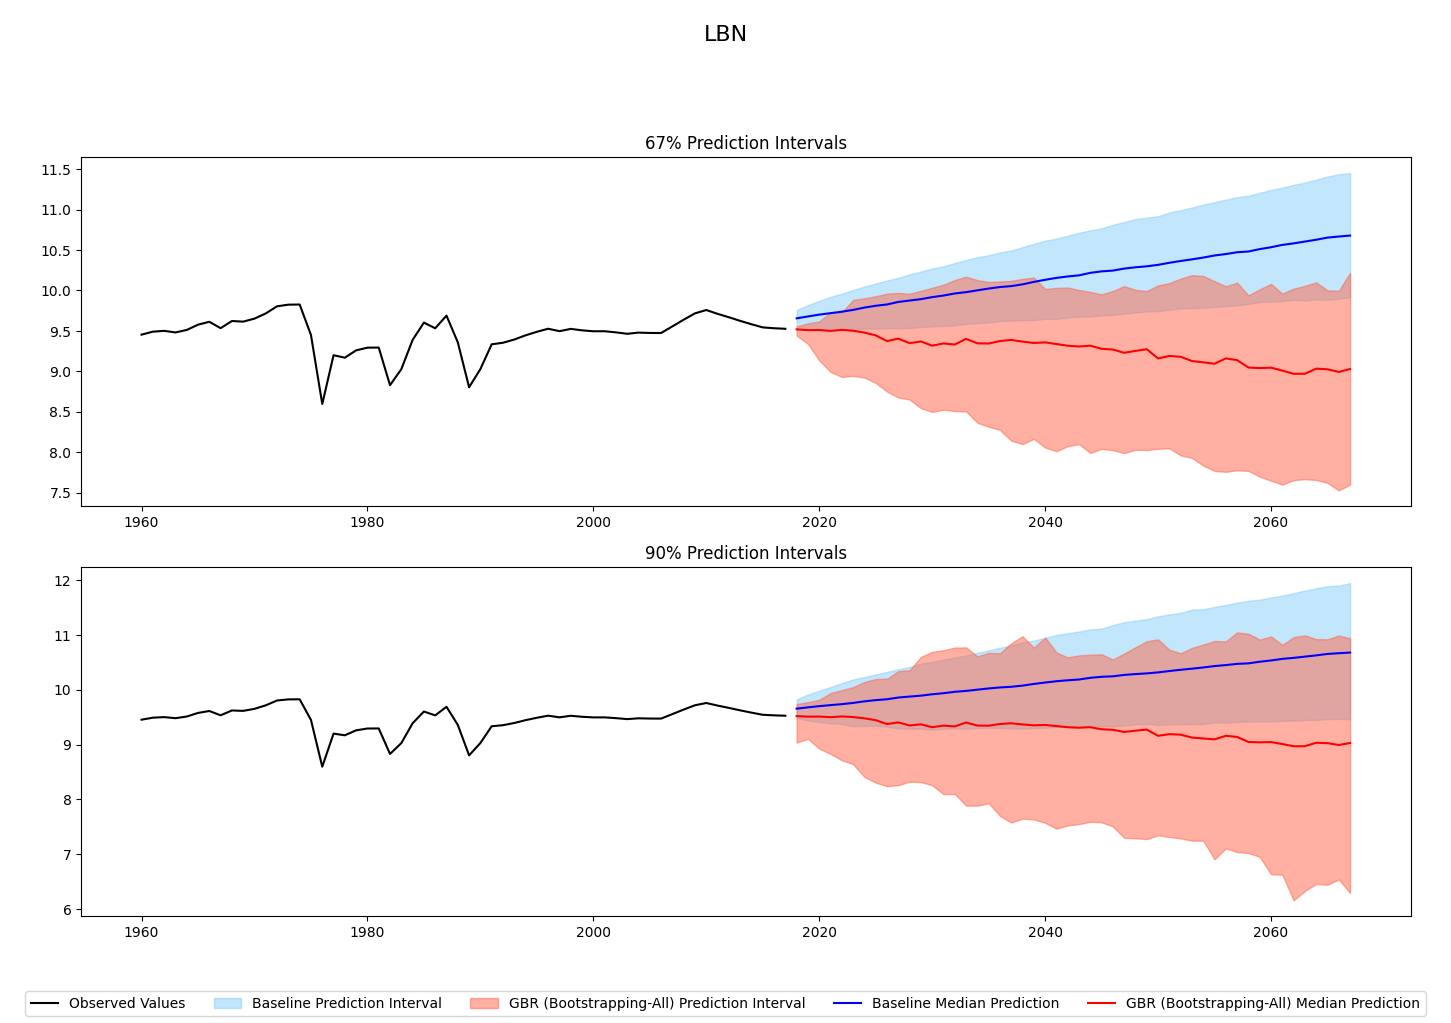 LBN
67% Prediction Intervals
11.5
11.0
10.5
10.0
9.5
9.0
8.5
8.0
7.5
1960 1980 2000 2020 2040 2060
90% Prediction Intervals
12
11
10
9
8
7
6
1960 1980 2000 2020 2040 2060
Observed Values Baseline Prediction Interval GBR (Bootstrapping-All) Prediction Interval Baseline Median Prediction GBR (Bootstrapping-All) Median Prediction